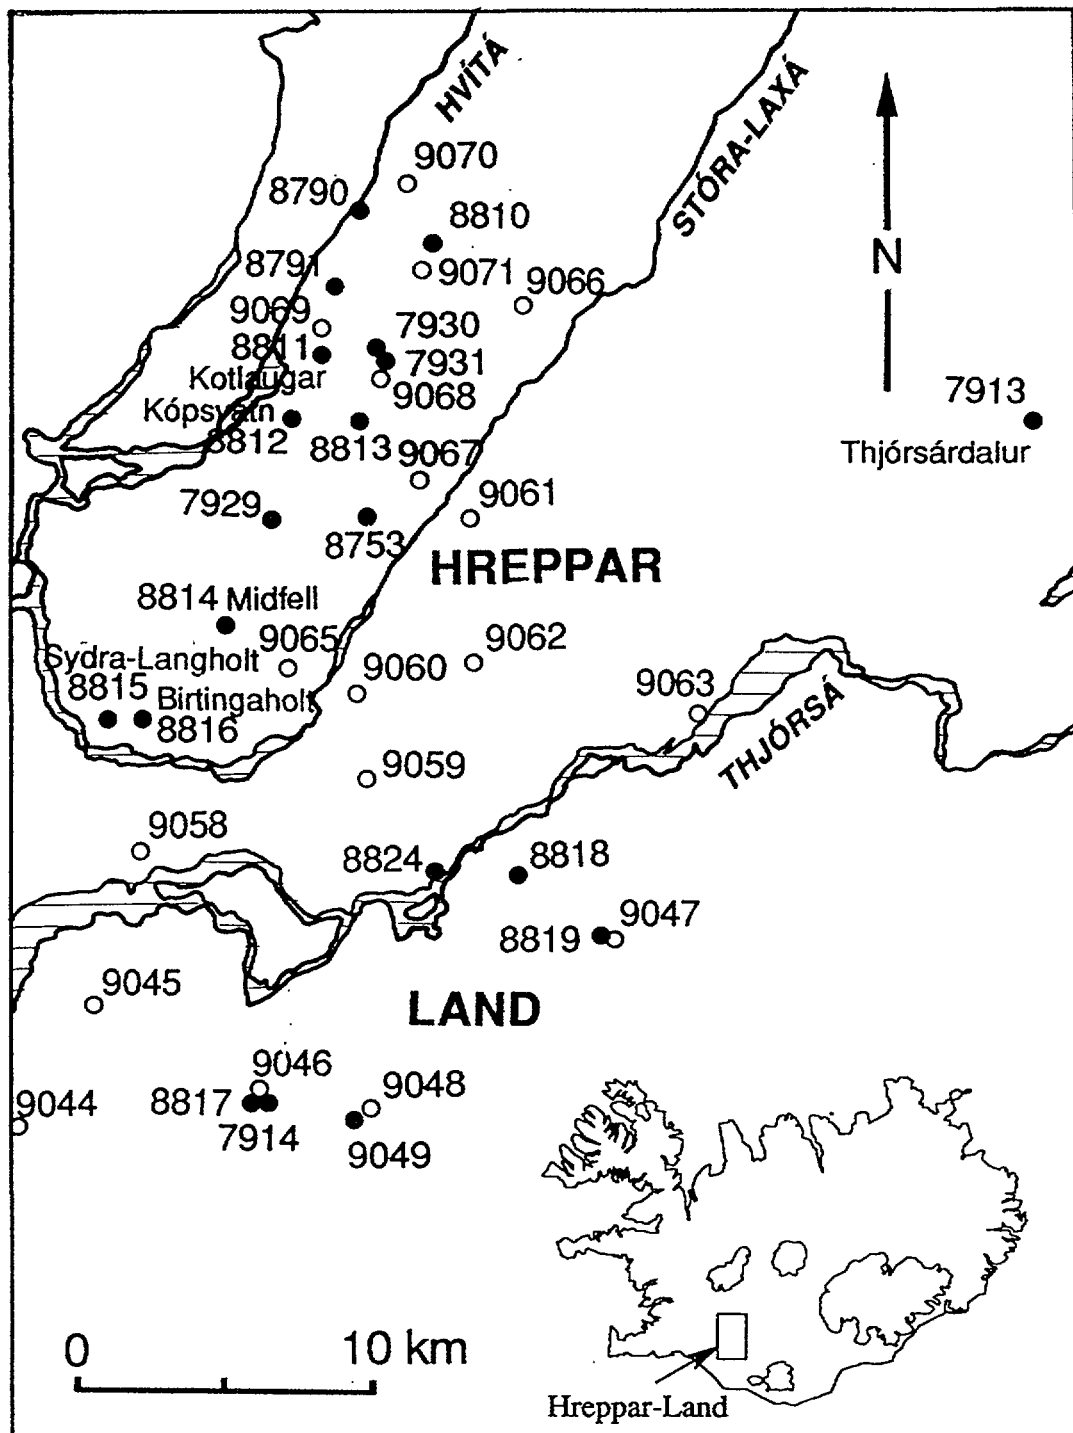 HVÍTÁ
STÓRA-LAXÁ
9070
8790
8810
N
8791
9071
9066
9069
7930
8811
7931
Kotlaugar
9068
7913
Kópsvatn
8812
8813
9067
Thjórsárdalur
7929
9061
8753
HREPPAR
8814 Midfell
9065
9062
Sydra-Langholt
9060
9063
8815
Birtingaholt
8816
THJÓRSÁ
9059
9058
8824
8818
9047
8819
9045
LAND
9046
9044
8817
9048
7914
9049
0
10 km
Hreppar-Land